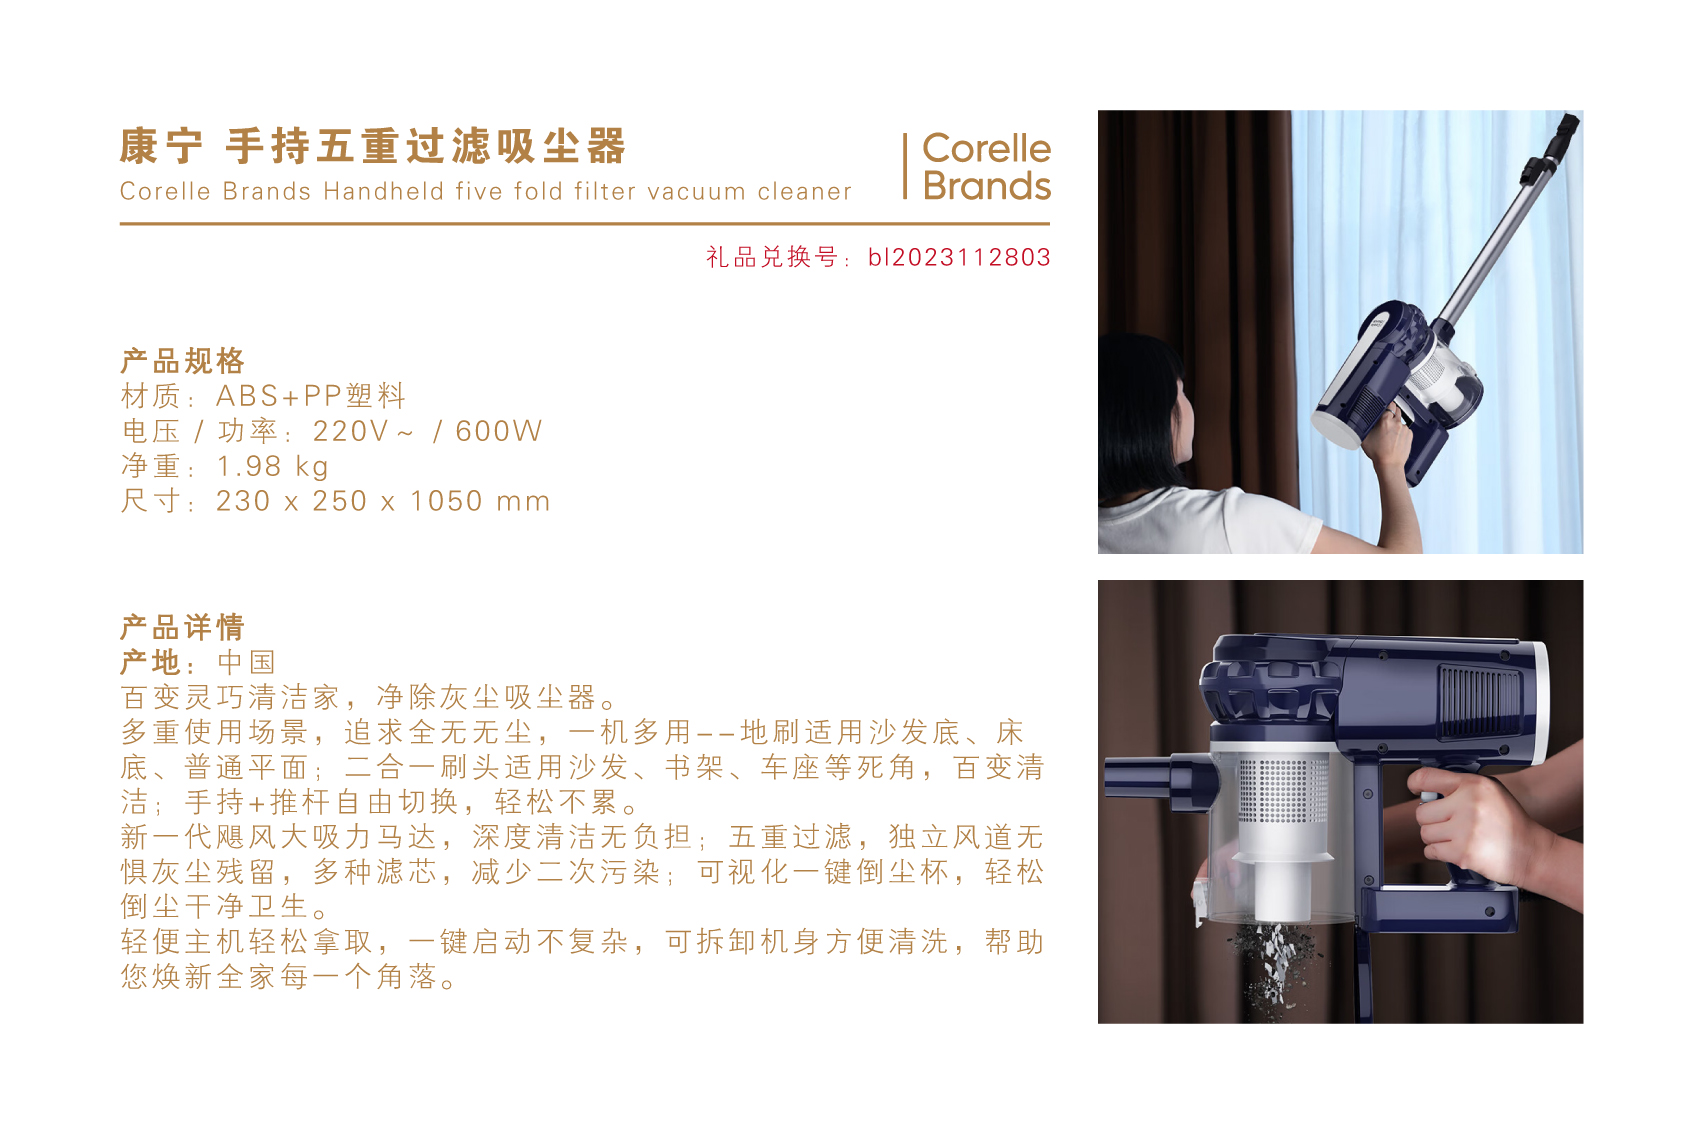 康宁 手持五重过滤吸尘器
Corelle Brands Handheld five fold filter vacuum cleaner
Corelle
Brands
礼品兑换号：bl2023112803
产品规格
材质：ABS+PP塑料
电压 / 功率：220V～ / 600W
净重：1.98 kg
尺寸：230 x 250 x 1050 mm
产品详情
产地：中国
百变灵巧清洁家，净除灰尘吸尘器。
多重使用场景，追求全无无尘，一机多用--地刷适用沙发底、床
底、普通平面；二合一刷头适用沙发、书架、车座等死角，百变清
洁；手持+推杆自由切换，轻松不累。
新一代飓风大吸力马达，深度清洁无负担；五重过滤，独立风道无
惧灰尘残留，多种滤芯，减少二次污染；可视化一键倒尘杯，轻松
倒尘干净卫生。
轻便主机轻松拿取，一键启动不复杂，可拆卸机身方便清洗，帮助
您焕新全家每一个角落。